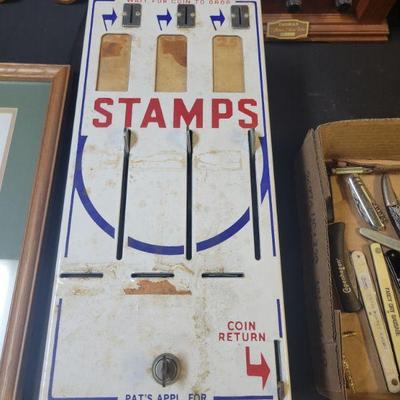 WAIT FOR COIN TO DROP
STAMPS
COIN
RETURN
PAT'S APPL. FOR